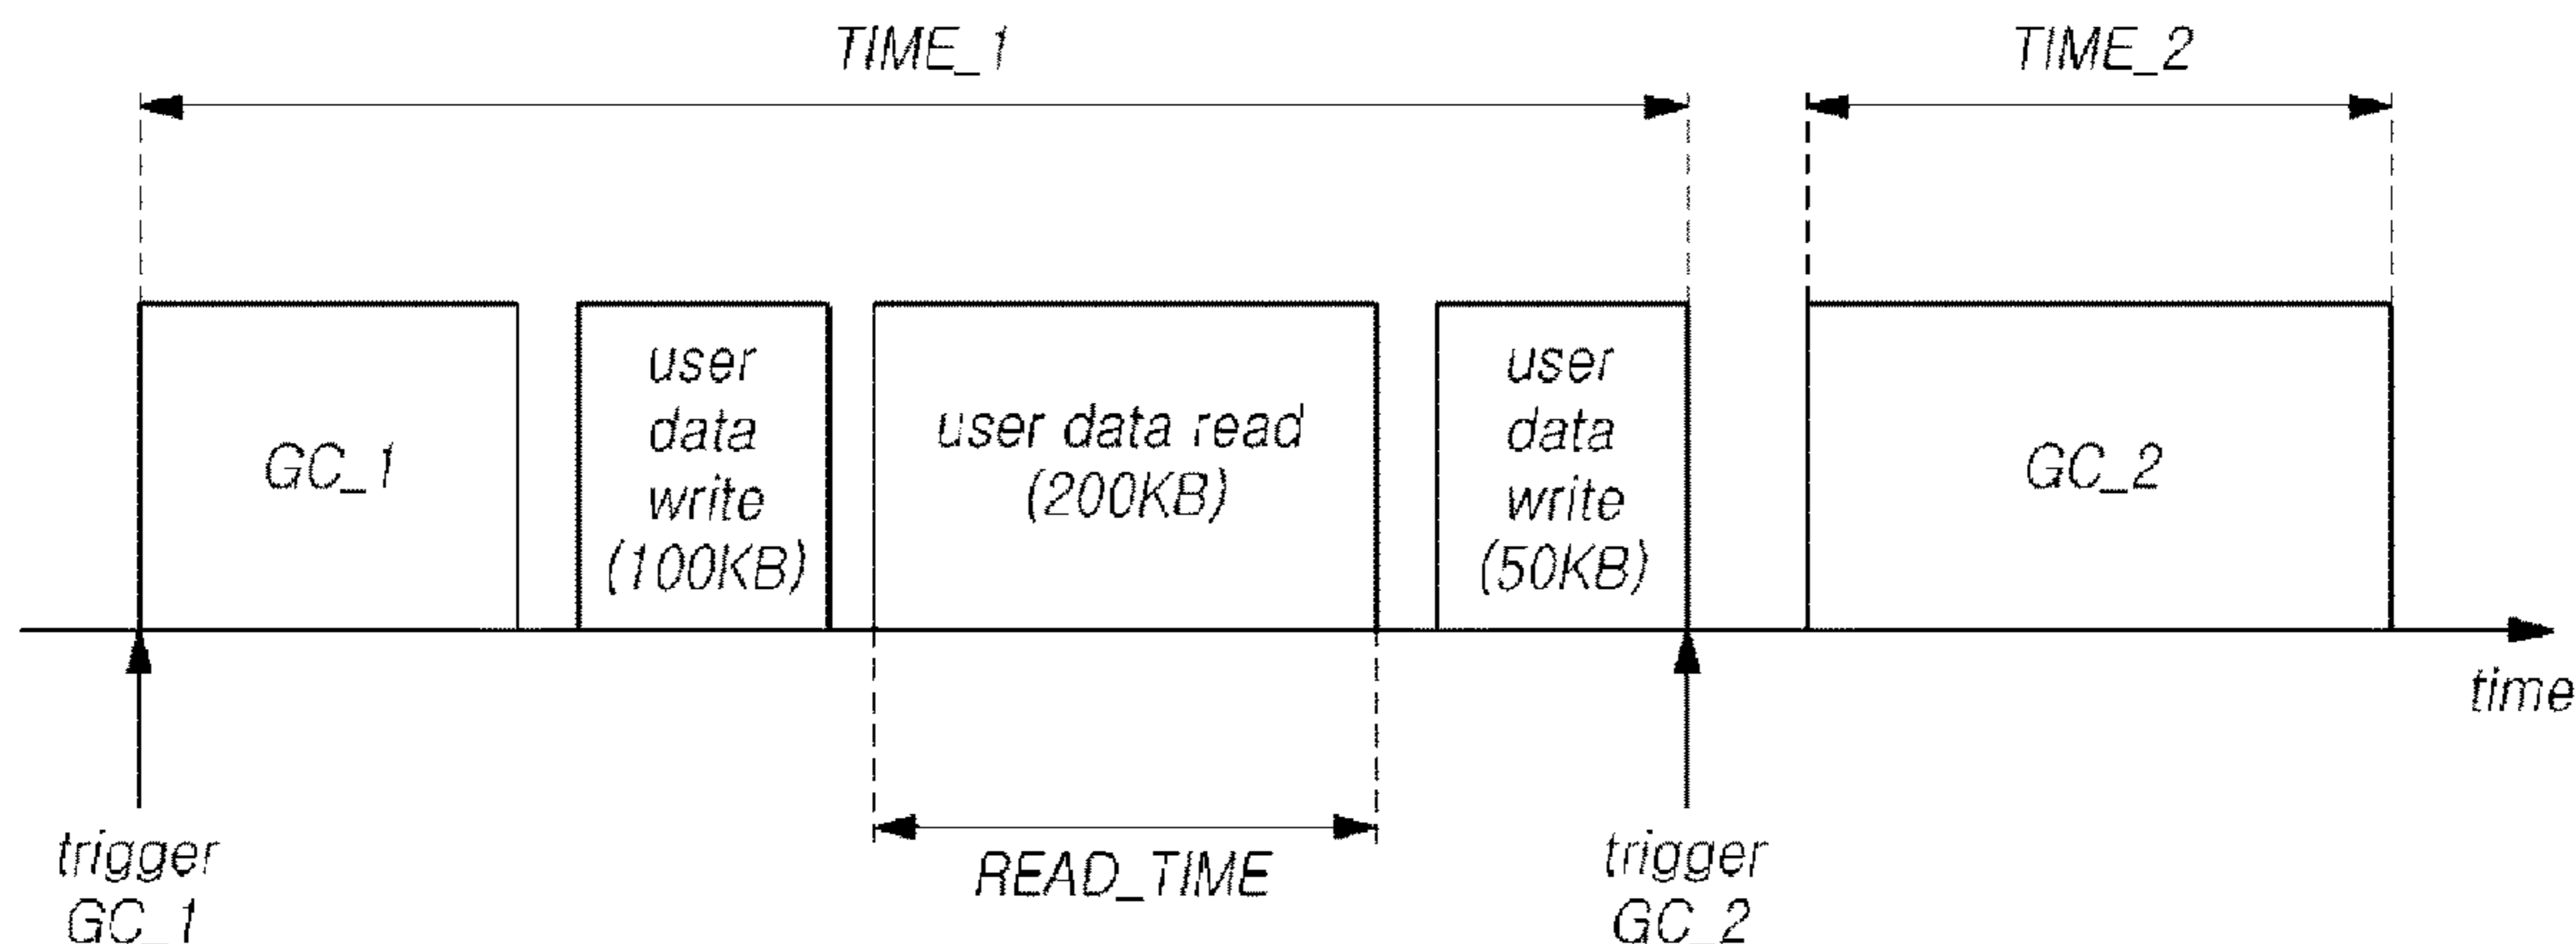 TIME_1
TIME_2
GC_1
user
data
write
(100KB)
user data read
(200KB)
user
data
write
(50KB)
GC_2
time
trigger
GC_1
READ_TIME
trigger
GC_2